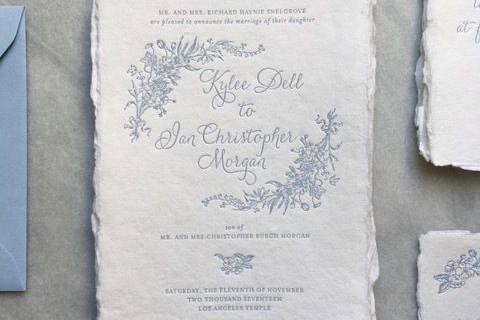 MR. AND MRS. RICHARD HAYNIE SNELGROVE
are pleased to announce the marriage of their daughter
Kylee Dell
to
Ian Christopher
Morgan
son of
MR. AND MRS. CHRISTOPHER BURCH MORGAN
SATURDAY, THE ELEVENTH OF NOVEMBER
TWO THOUSAND SEVENTEEN
LOS ANGELES TEMPLE
at